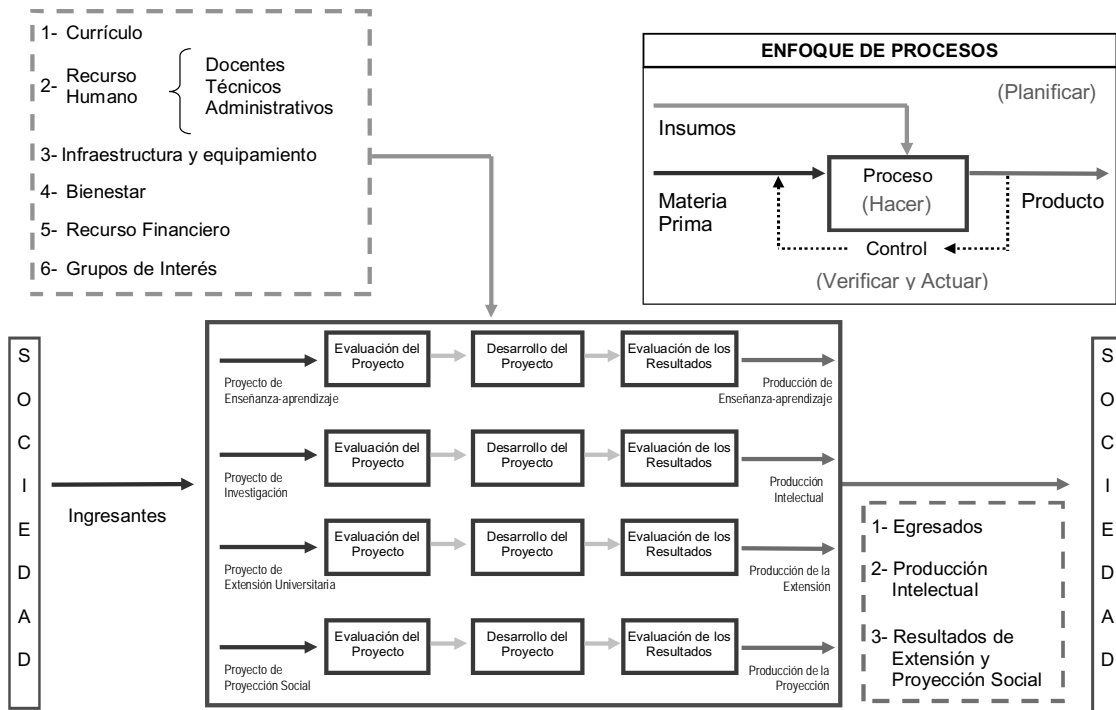 1- Currículo
2- Recurso
Humano
Docentes
Técnicos
Administrativos
3- Infraestructura y equipamiento
4- Bienestar
5- Recurso Financiero
6- Grupos de Interés
ENFOQUE DE PROCESOS
(Planificar)
Insumos
Materia
Prima
Proceso
(Hacer)
Producto
Control
(Verificar y Actuar)
SOCIEDAD
Ingresantes
Proyecto de
Enseñanza-aprendizaje
Evaluación del
Proyecto
Desarrollo del
Proyecto
Evaluación de los
Resultados
Producción de
Enseñanza-aprendizaje
Proyecto de
Investigación
Evaluación del
Proyecto
Desarrollo del
Proyecto
Evaluación de los
Resultados
Producción
Intelectual
Proyecto de
Extensión Universitaria
Evaluación del
Proyecto
Desarrollo del
Proyecto
Evaluación de los
Resultados
Producción de la
Extensión
Proyecto de
Proyección Social
Evaluación del
Proyecto
Desarrollo del
Proyecto
Evaluación de los
Resultados
Producción de la
Proyección
1- Egresados
2- Producción
Intelectual
3- Resultados de
Extensión y
Proyección Social
SOCIEDAD